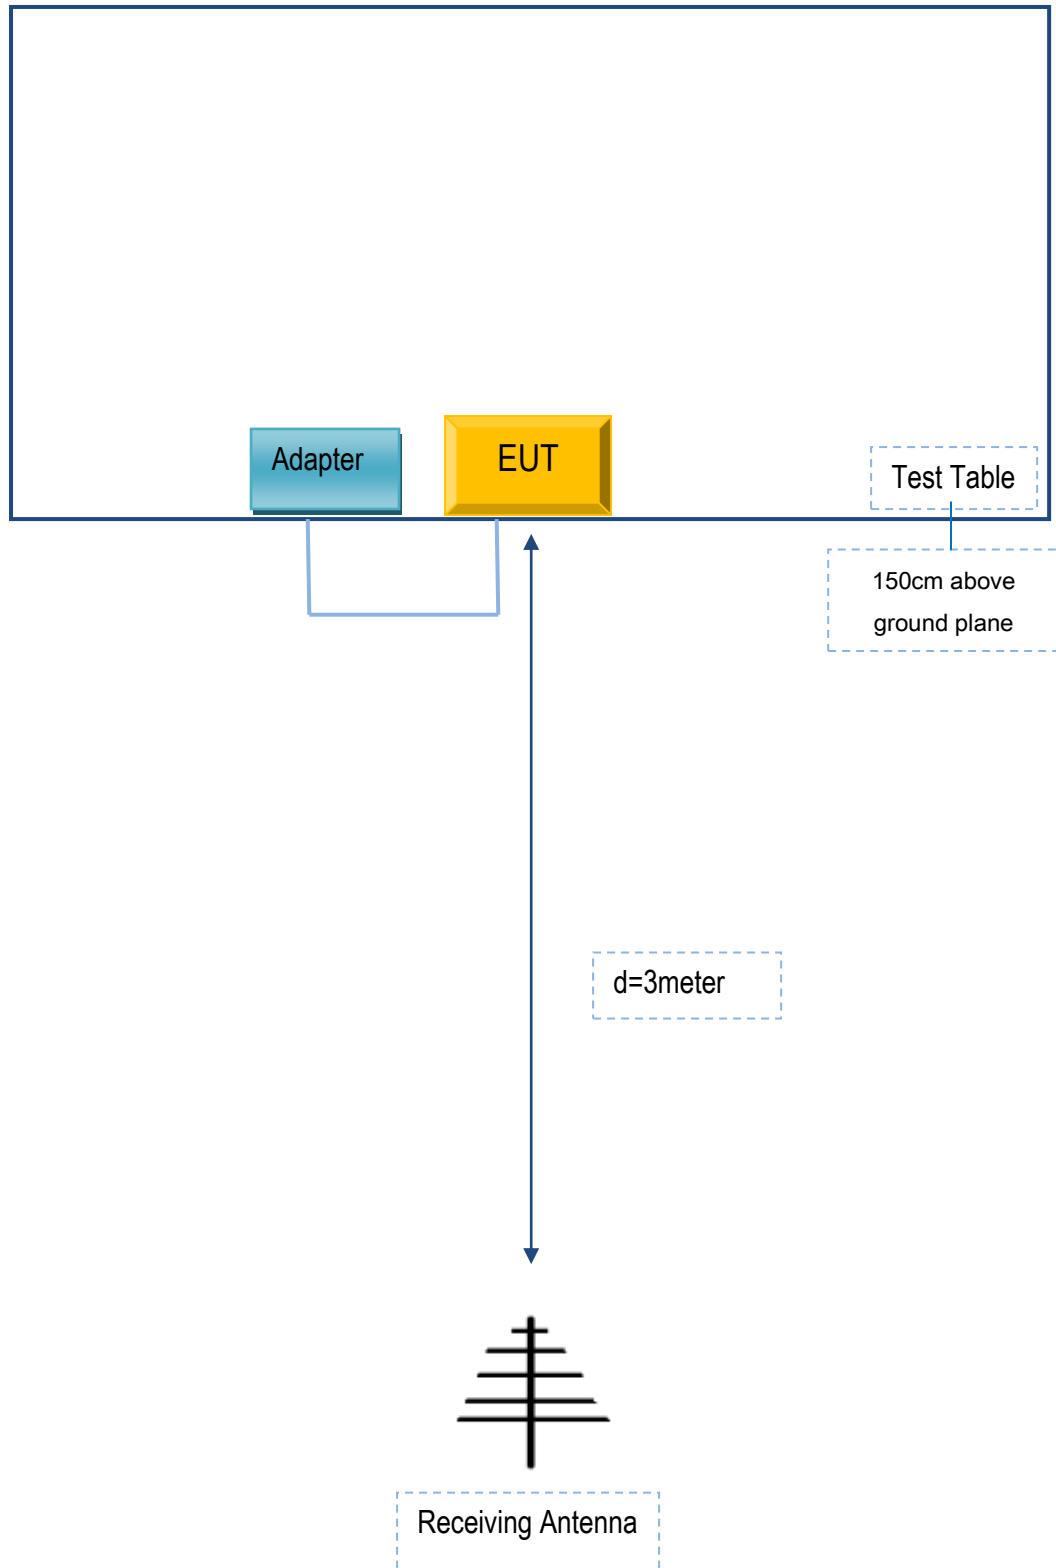 Adapter
EUT
Test Table
150cm above
ground plane
d=3meter
Receiving Antenna